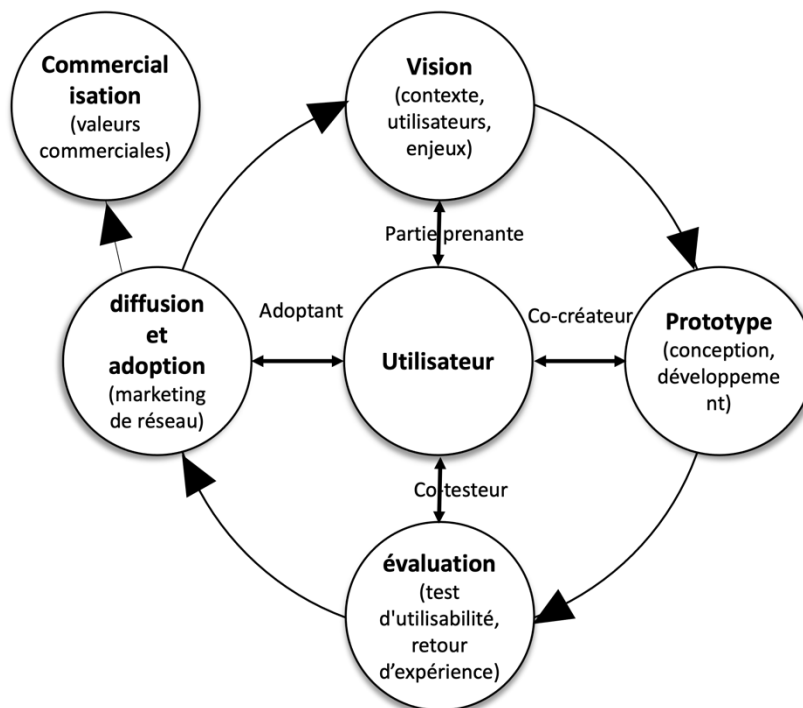 Commercial
isation
(valeurs
commerciales)
Vision
(contexte,
utilisateurs,
enjeux)
Partie prenante
diffusion
et
adoption
(marketing
de réseau)
Adoptant
Utilisateur
Co-créateur
Prototype
(conception,
développeme
nt)
Co-testeur
évaluation
(test
d'utilisabilité,
retour
d’expérience)